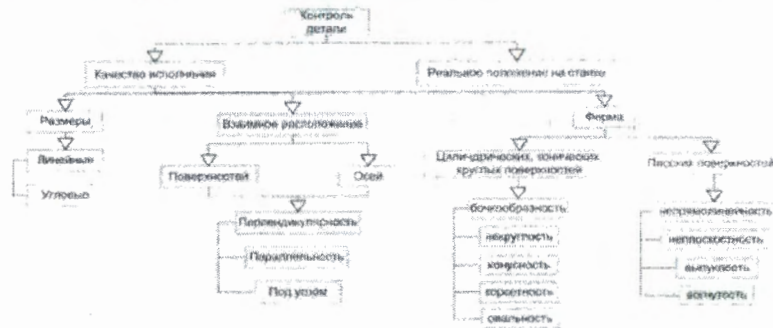 Контроль
детали
Качество исполнения
Реальное положение на станке
Размеры
Взаимное расположение
Форма
Линейные
Поверхностей
Осей
Цилиндрических, конических
круглых поверхностей
Плоских поверхностей
Угловые
Перпендикулярность
бочкообразность
непрямолинейность
Параллельность
некруглость
неплоскостность
Под углом
конусность
выпуклость
корсетность
вогнутость
овальность